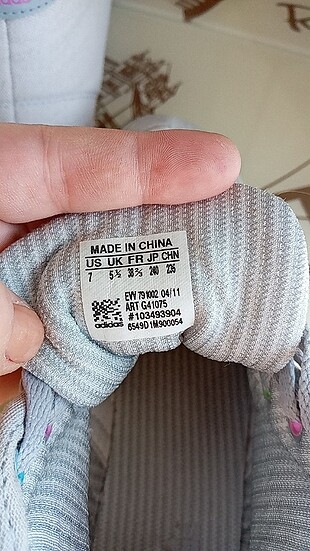 MADE IN CHINA
US UK FR JP CHN
7 5½ 38⅔ 240 235
EVV 791002 04/11
ART G41075
#103493904
adidas
6549D1M900054